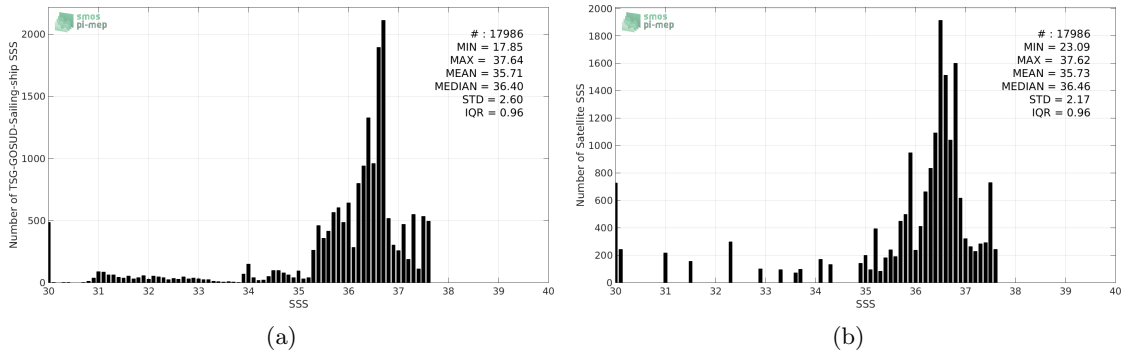 smos
pi-mep
# : 17986
MIN = 17.85
MAX = 37.64
MEAN = 35.71
MEDIAN = 36.40
STD = 2.60
IQR = 0.96
Number of TSG-GOSUD-Sailing-ship SSS
2000
1500
1000
500
0
30 31 32 33 34 35 36 37 38 39 40
SSS
(a)
smos
pi-mep
# : 17986
MIN = 23.09
MAX = 37.62
MEAN = 35.73
MEDIAN = 36.46
STD = 2.17
IQR = 0.96
Number of Satellite SSS
2000
1800
1600
1400
1200
1000
800
600
400
200
0
30 31 32 33 34 35 36 37 38 39 40
SSS
(b)